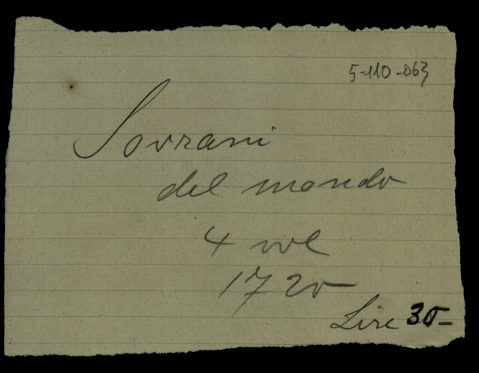 5-110-063
Sovrani
del mondo
4 vol
1720
Lire 30-